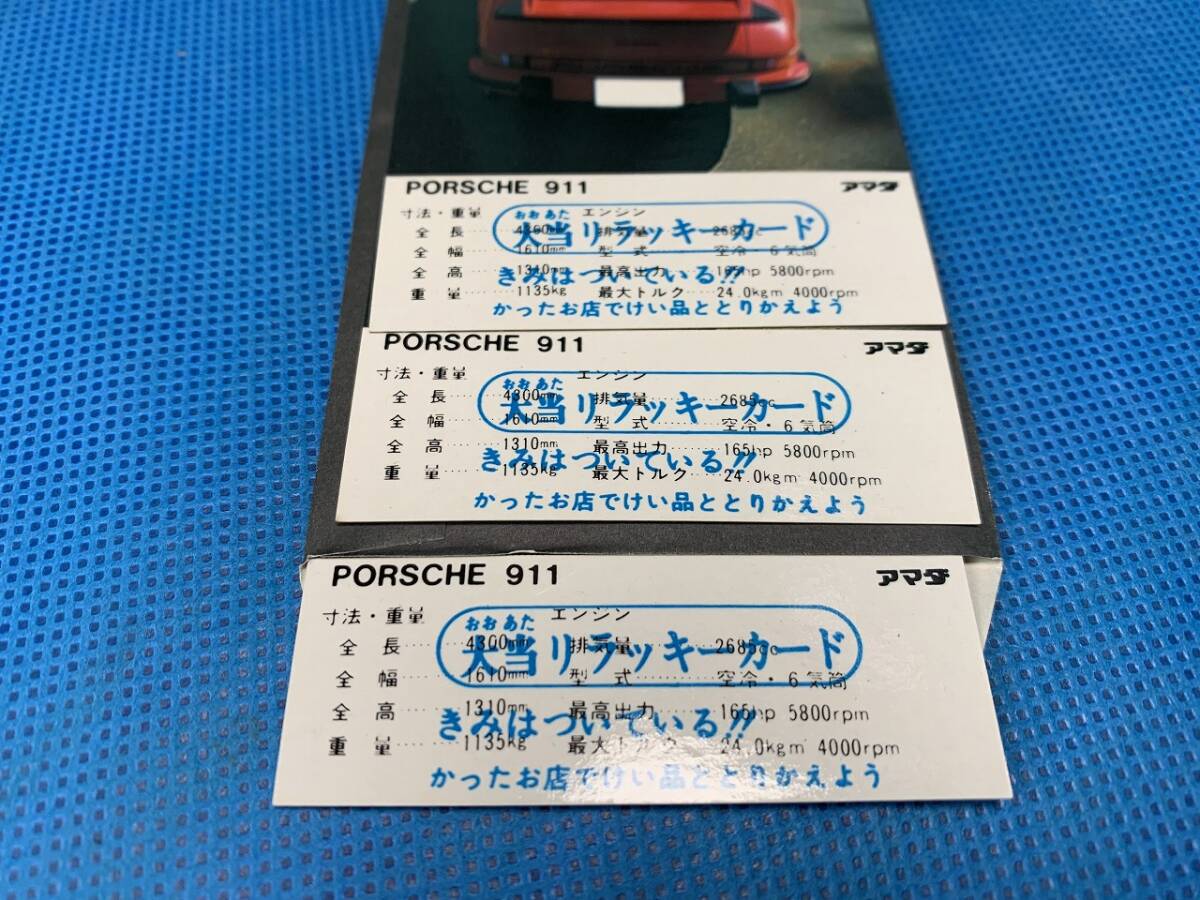 PORSCHE 911 アマダ
寸法・重量 エンジン
おおあた
大当リラッキーカード
全長……4300mm 排気量……2685cc
全幅……1610mm 型式……空冷・6気筒
きみはついている!!
全高……1310mm 最高出力……165hp 5800rpm
重量……1135kg 最大トルク……24.0kgm 4000rpm
かったお店でけい品ととりかえよう
PORSCHE 911 アマダ
寸法・重量 エンジン
おおあた
大当リラッキーカード
全長……4300mm 排気量……2685cc
全幅……1610mm 型式……空冷・6気筒
きみはついている!!
全高……1310mm 最高出力……165hp 5800rpm
重量……1135kg 最大トルク……24.0kgm 4000rpm
かったお店でけい品ととりかえよう
PORSCHE 911 アマダ
寸法・重量 エンジン
おおあた
大当リラッキーカード
全長……4300mm 排気量……2685cc
全幅……1610mm 型式……空冷・6気筒
きみはついている!!
全高……1310mm 最高出力……165hp 5800rpm
重量……1135kg 最大トルク……24.0kgm 4000rpm
かったお店でけい品ととりかえよう